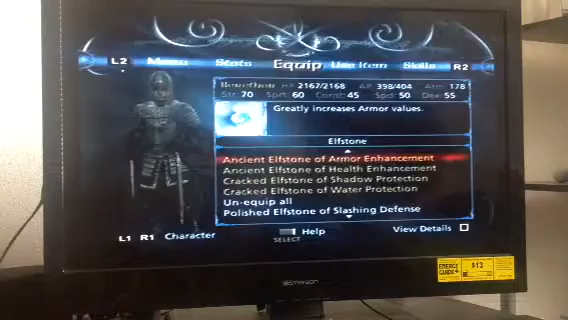 L2 Menu Stats Equip Use Item Skills R2
Berethor HP 2167/2168 AP 398/404 Arm: 178
Str: 70 Sprt: 60 Const: 45 Spd: 50 Dex: 55
Greatly increases Armor values.
Elfstone
Ancient Elfstone of Armor Enhancement
Ancient Elfstone of Health Enhancement
Cracked Elfstone of Shadow Protection
Cracked Elfstone of Water Protection
Un-equip all
Polished Elfstone of Slashing Defense
L1 R1 Character
Help
SELECT
View Details
EMERSON
ENERGY GUIDE
$13